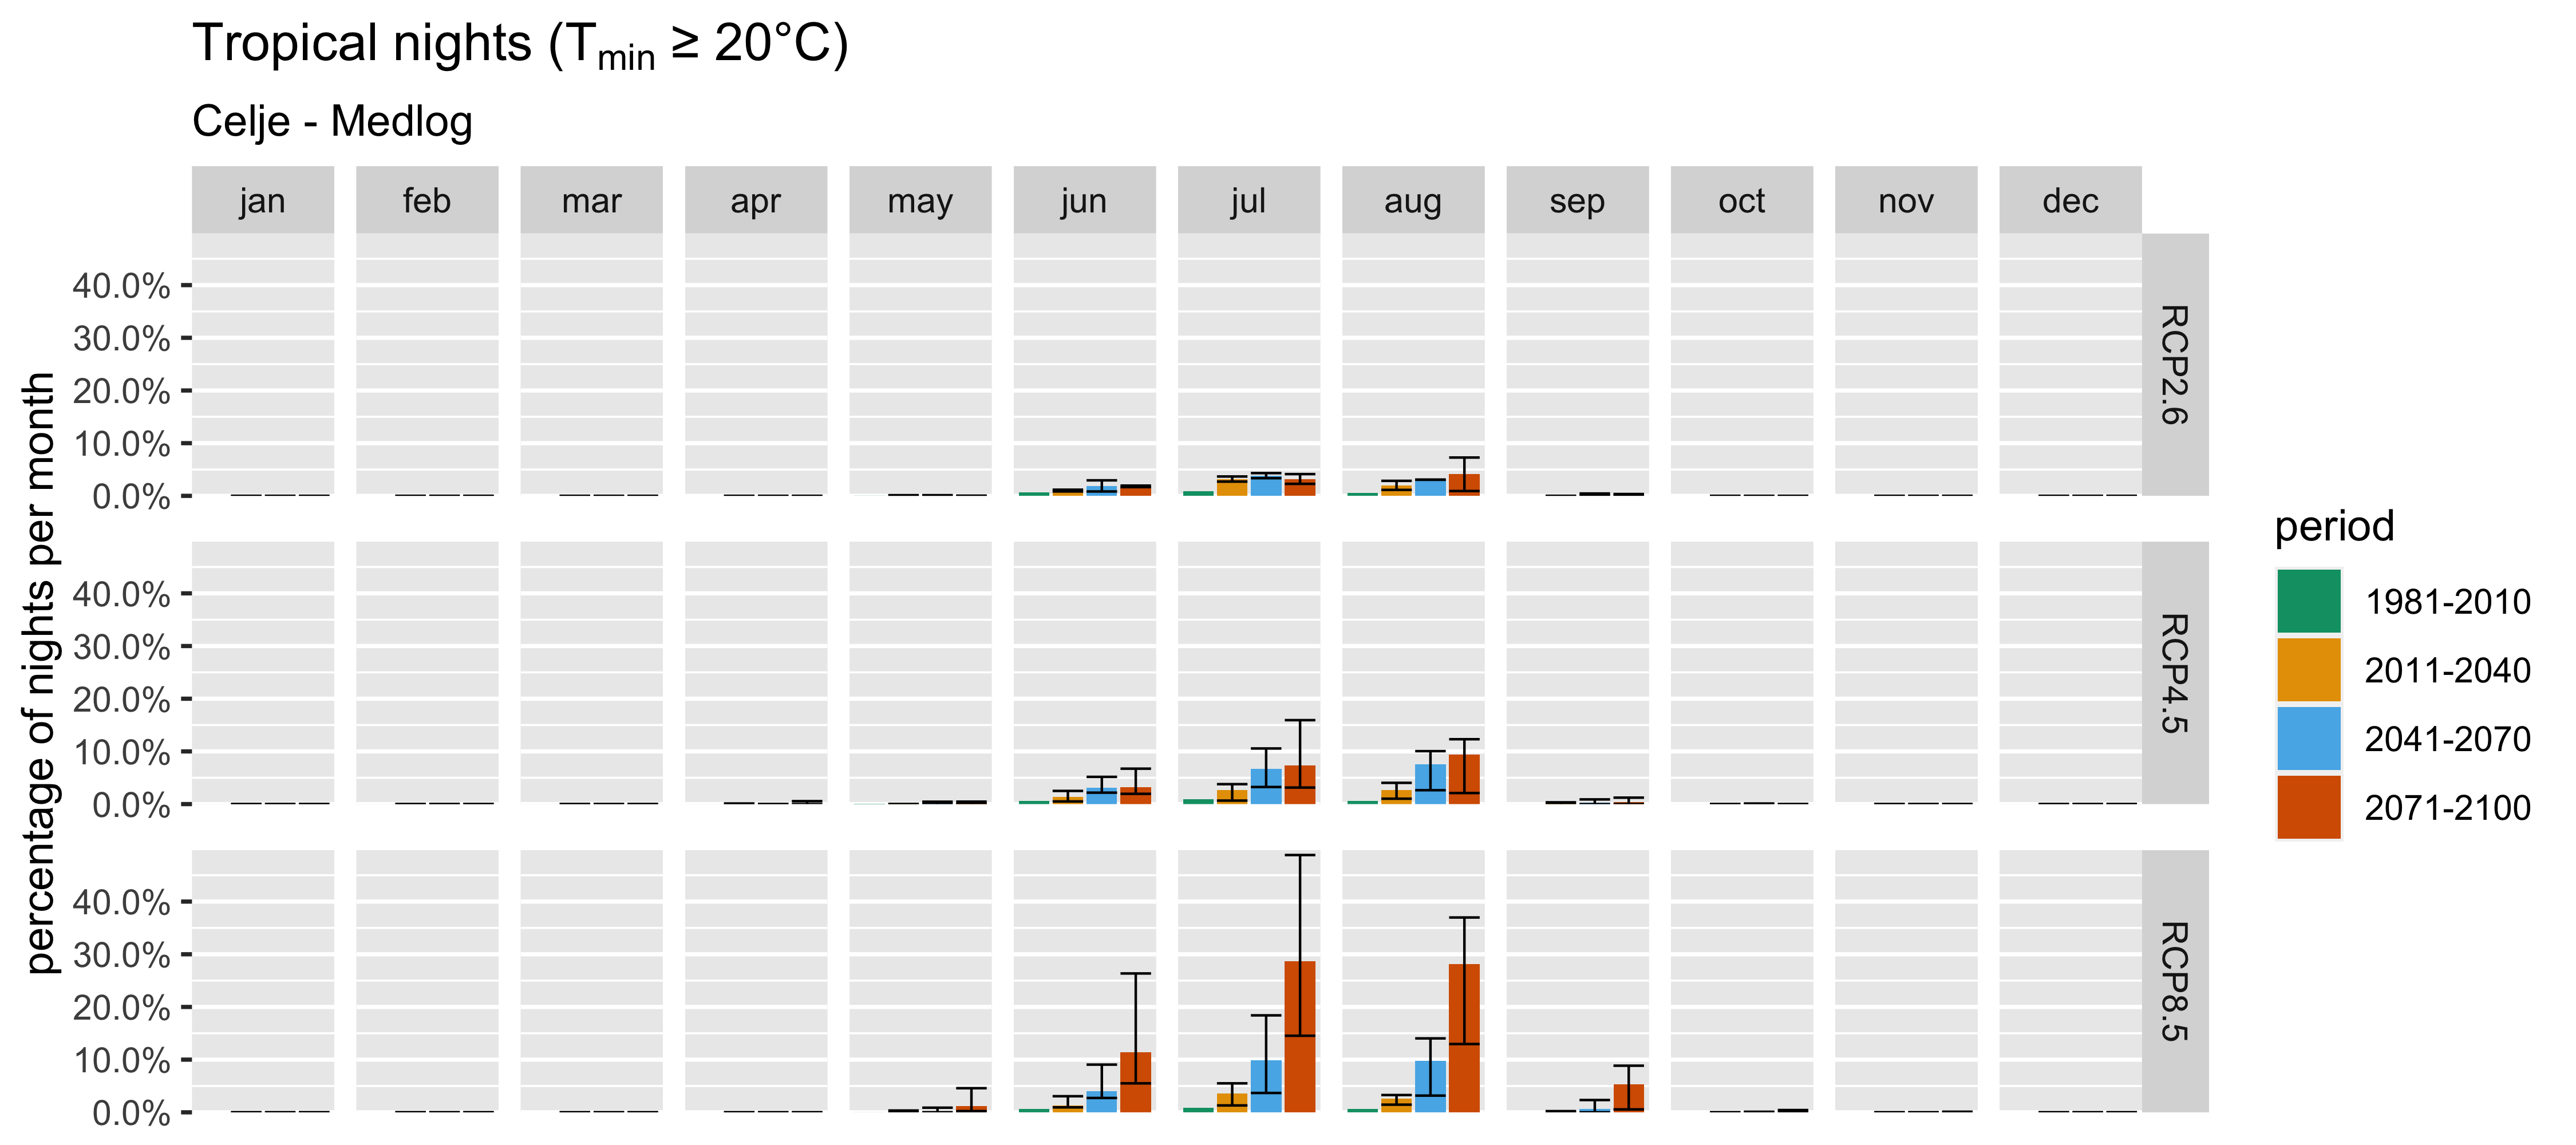 Tropical nights (Tmin ≥ 20°C)
Celje - Medlog
jan feb mar apr may jun jul aug sep oct nov dec
percentage of nights per month
40.0%
30.0%
20.0%
10.0%
0.0%
RCP2.6
40.0%
30.0%
20.0%
10.0%
0.0%
RCP4.5
40.0%
30.0%
20.0%
10.0%
0.0%
RCP8.5
period
1981-2010
2011-2040
2041-2070
2071-2100